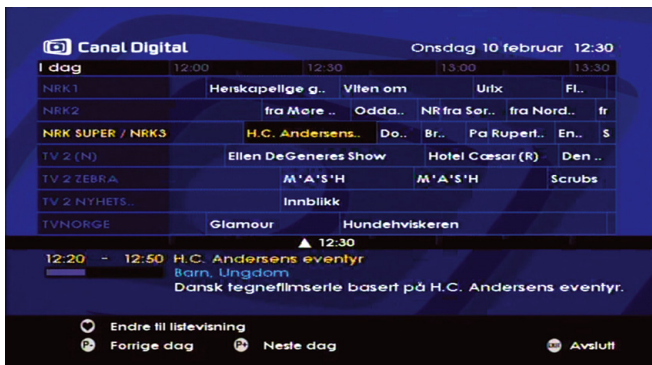 Canal Digital Onsdag 10 februar 12:30
I dag 12:00 12:30 13:00 13:30
NRK1 Herskapelige g.. Viten om Urix Fl..
NRK2 fra Møre .. Odda.. NR fra Sør.. fra Nord.. fr
NRK SUPER / NRK3 H.C. Andersens.. Do.. Br.. Pa Rupert.. En.. S
TV 2 (N) Ellen DeGeneres Show Hotel Cæsar (R) Den ..
TV 2 ZEBRA M*A*S*H M*A*S*H Scrubs
TV 2 NYHETS.. Innblikk
TVNORGE Glamour Hundehviskeren
12:30
12:20 - 12:50 H.C. Andersens eventyr
Barn, Ungdom
Dansk tegnefilmserie basert på H.C. Andersens eventyr.
Endre til listevisning
P- Forrige dag P+ Neste dag Avslutt